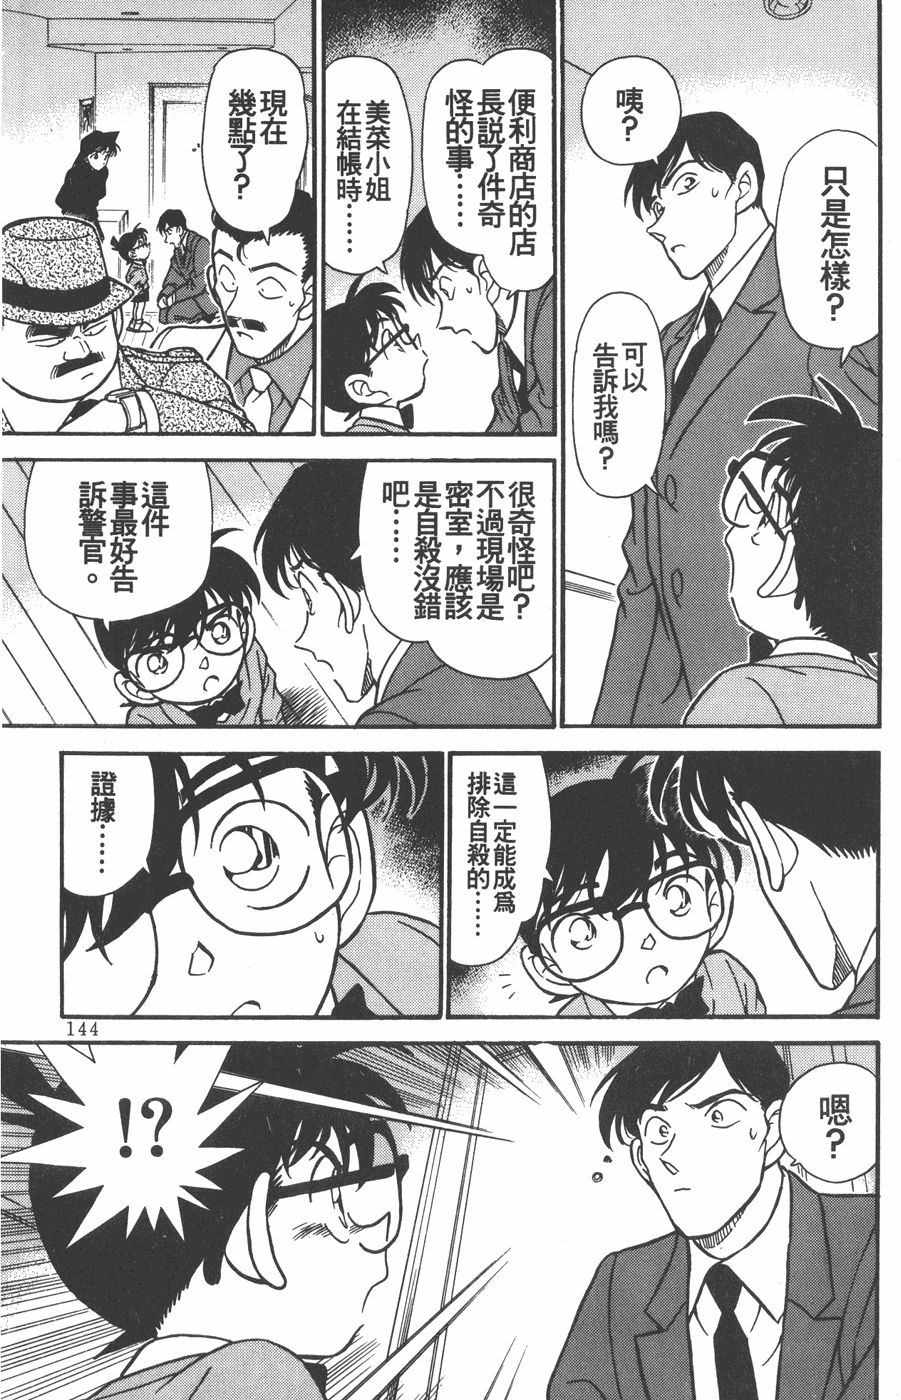 只是怎樣?
咦?
可以
告訴我嗎?
便利商店的店
長說了件奇
怪的事……
美菜小姐
在結帳時……
現在
幾點了?
很奇怪吧?
不過現場是
密室,應該
是自殺沒錯
吧……
這件
事最好告
訴警官。
這一定能成為
排除自殺的……
證據……
144
嗯?
!?